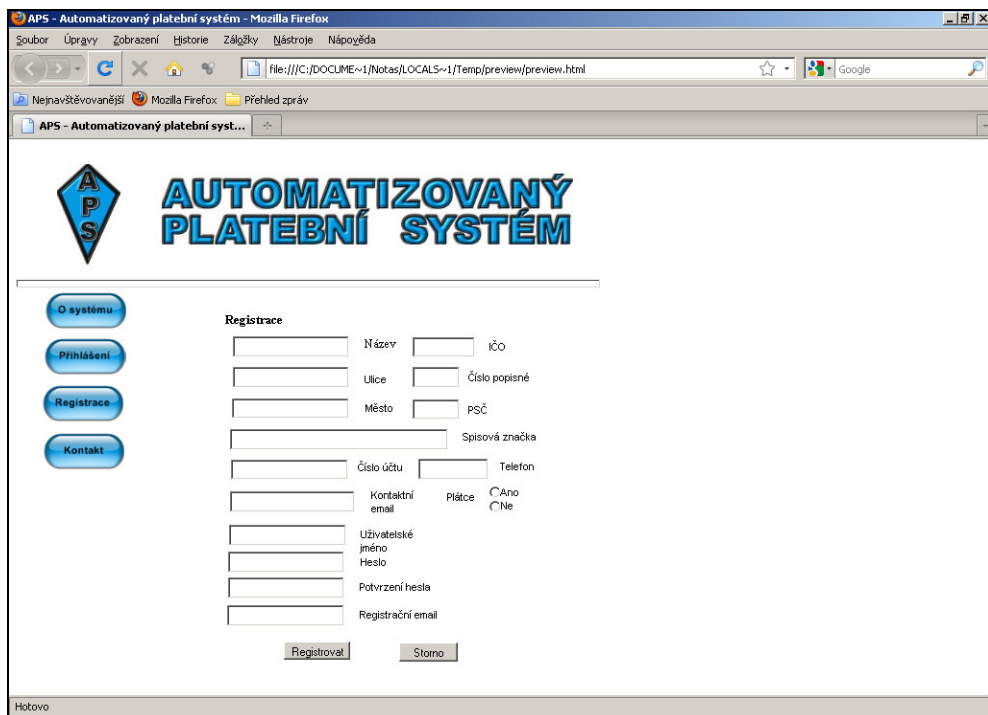 APS - Automatizovaný platební systém - Mozilla Firefox
Soubor Úpravy Zobrazení Historie Záložky Nástroje Nápověda
file:///C:/DOCUME~1/Notas/LOCALS~1/Temp/preview/preview.html Google
Nejnavštěvovanější Mozilla Firefox Přehled zpráv
APS - Automatizovaný platební syst...
APS
AUTOMATIZOVANÝ
PLATEBNÍ SYSTÉM
O systému
Přihlášení
Registrace
Kontakt
Registrace
Název IČO
Ulice Číslo popisné
Město PSČ
Spisová značka
Číslo účtu Telefon
Kontaktní email Plátce Ano
Ne
Uživatelské
jméno
Heslo
Potvrzení hesla
Registrační email
Registrovat Storno
Hotovo